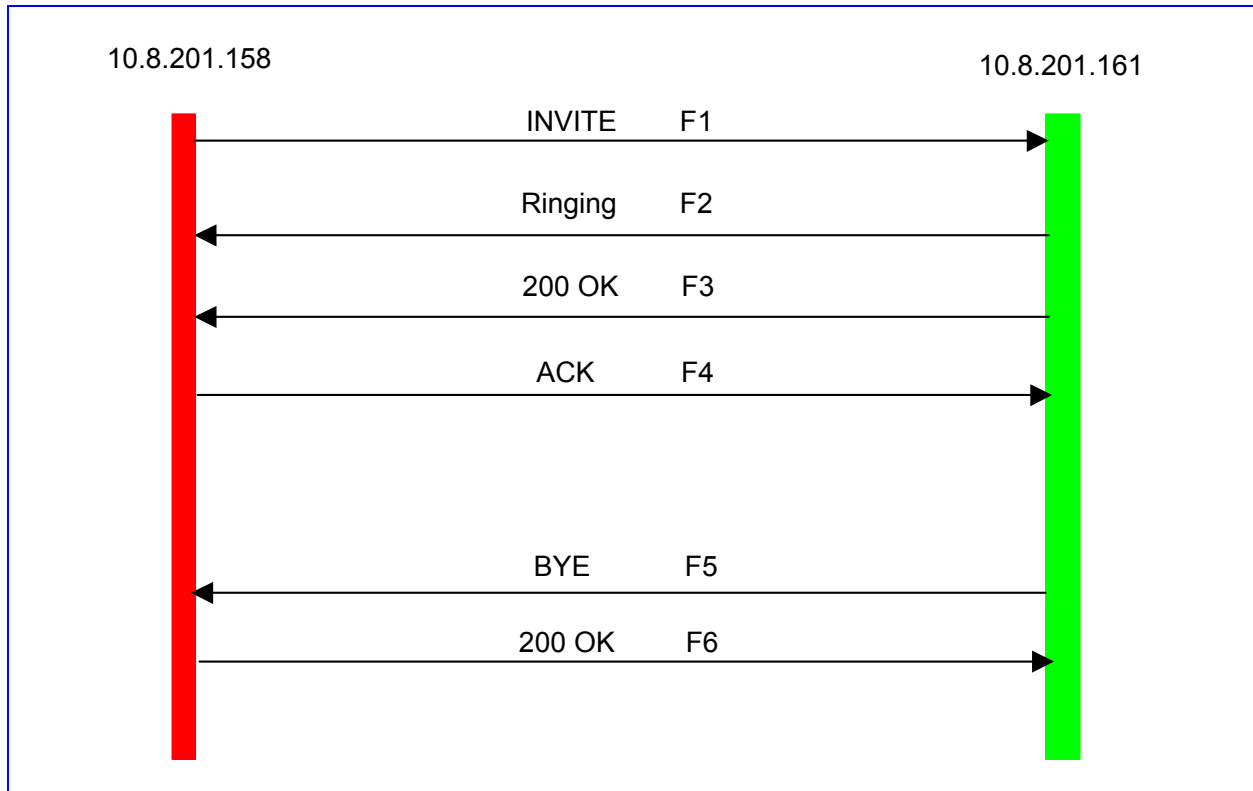 10.8.201.158
10.8.201.161
INVITE F1
Ringing F2
200 OK F3
ACK F4
BYE F5
200 OK F6